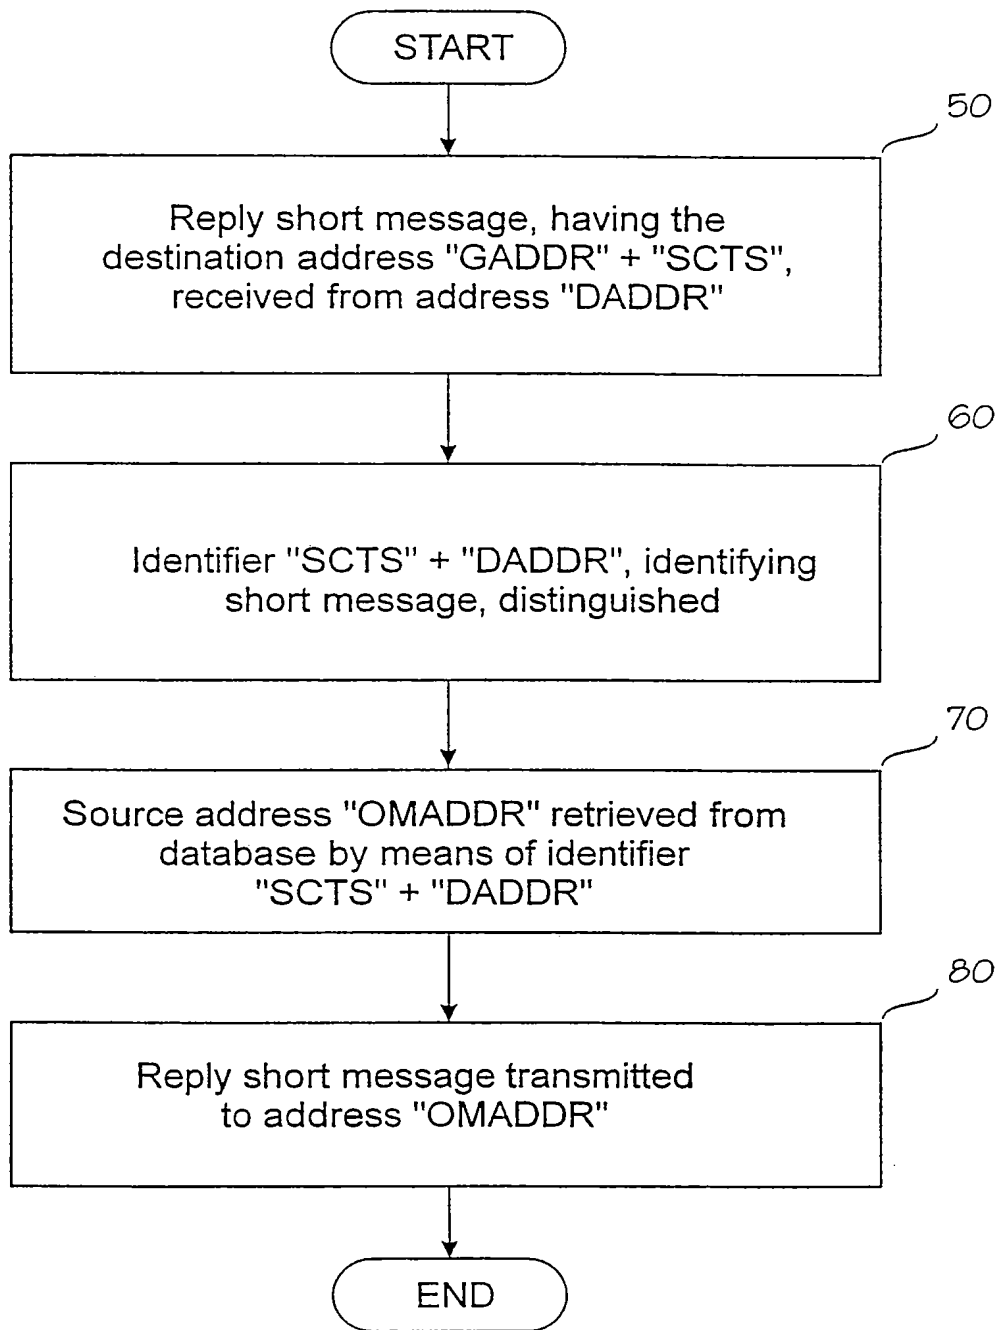 START
50
Reply short message, having the
destination address "GADDR" + "SCTS",
received from address "DADDR"
60
Identifier "SCTS" + "DADDR", identifying
short message, distinguished
70
Source address "OMADDR" retrieved from
database by means of identifier
"SCTS" + "DADDR"
80
Reply short message transmitted
to address "OMADDR"
END